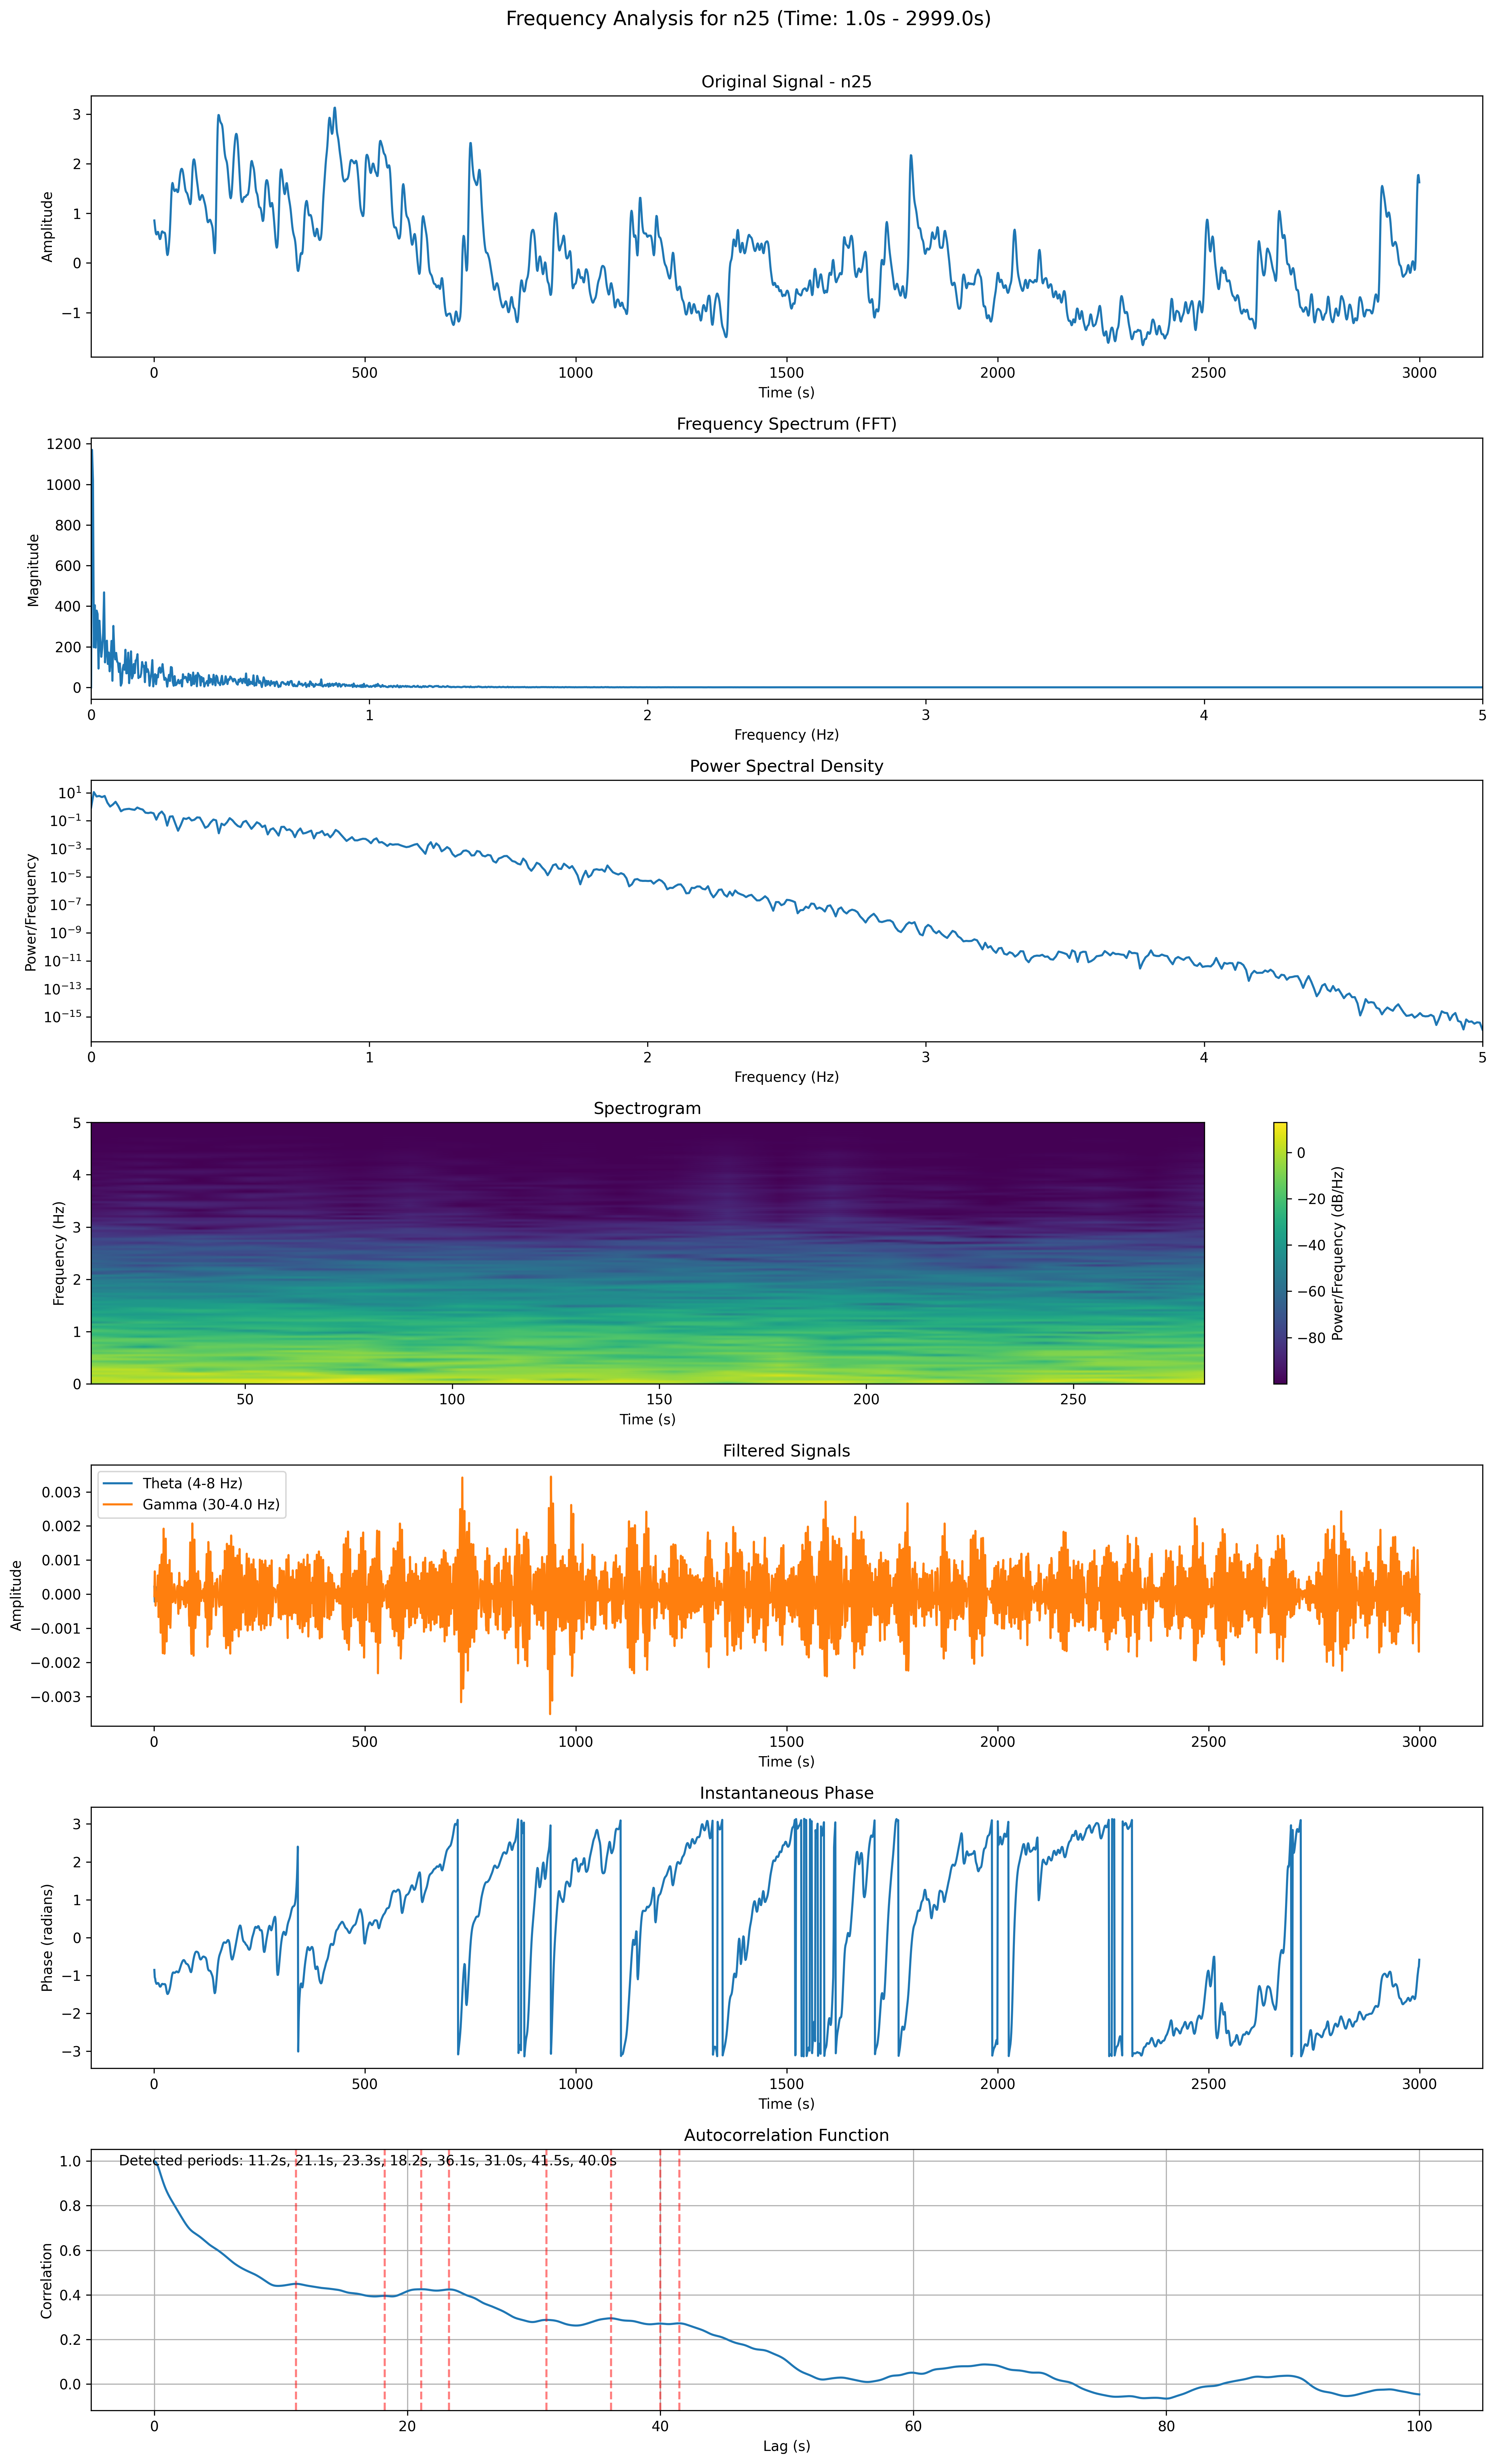 Frequency Analysis for n25 (Time: 1.0s - 2999.0s)
Original Signal - n25
Amplitude
3
2
1
0
−1
0 500 1000 1500 2000 2500 3000
Time (s)
Frequency Spectrum (FFT)
Magnitude
1200
1000
800
600
400
200
0
0 1 2 3 4 5
Frequency (Hz)
Power Spectral Density
Power/Frequency
10¹
10⁻¹
10⁻³
10⁻⁵
10⁻⁷
10⁻⁹
10⁻¹¹
10⁻¹³
10⁻¹⁵
0 1 2 3 4 5
Frequency (Hz)
Spectrogram
Frequency (Hz)
5
4
3
2
1
0
50 100 150 200 250
Time (s)
0
−20
−40
−60
−80
Power/Frequency (dB/Hz)
Filtered Signals
Theta (4-8 Hz)
Gamma (30-4.0 Hz)
Amplitude
0.003
0.002
0.001
0.000
−0.001
−0.002
−0.003
0 500 1000 1500 2000 2500 3000
Time (s)
Instantaneous Phase
Phase (radians)
3
2
1
0
−1
−2
−3
0 500 1000 1500 2000 2500 3000
Time (s)
Autocorrelation Function
Detected periods: 11.2s, 21.1s, 23.3s, 18.2s, 36.1s, 31.0s, 41.5s, 40.0s
Correlation
1.0
0.8
0.6
0.4
0.2
0.0
0 20 40 60 80 100
Lag (s)